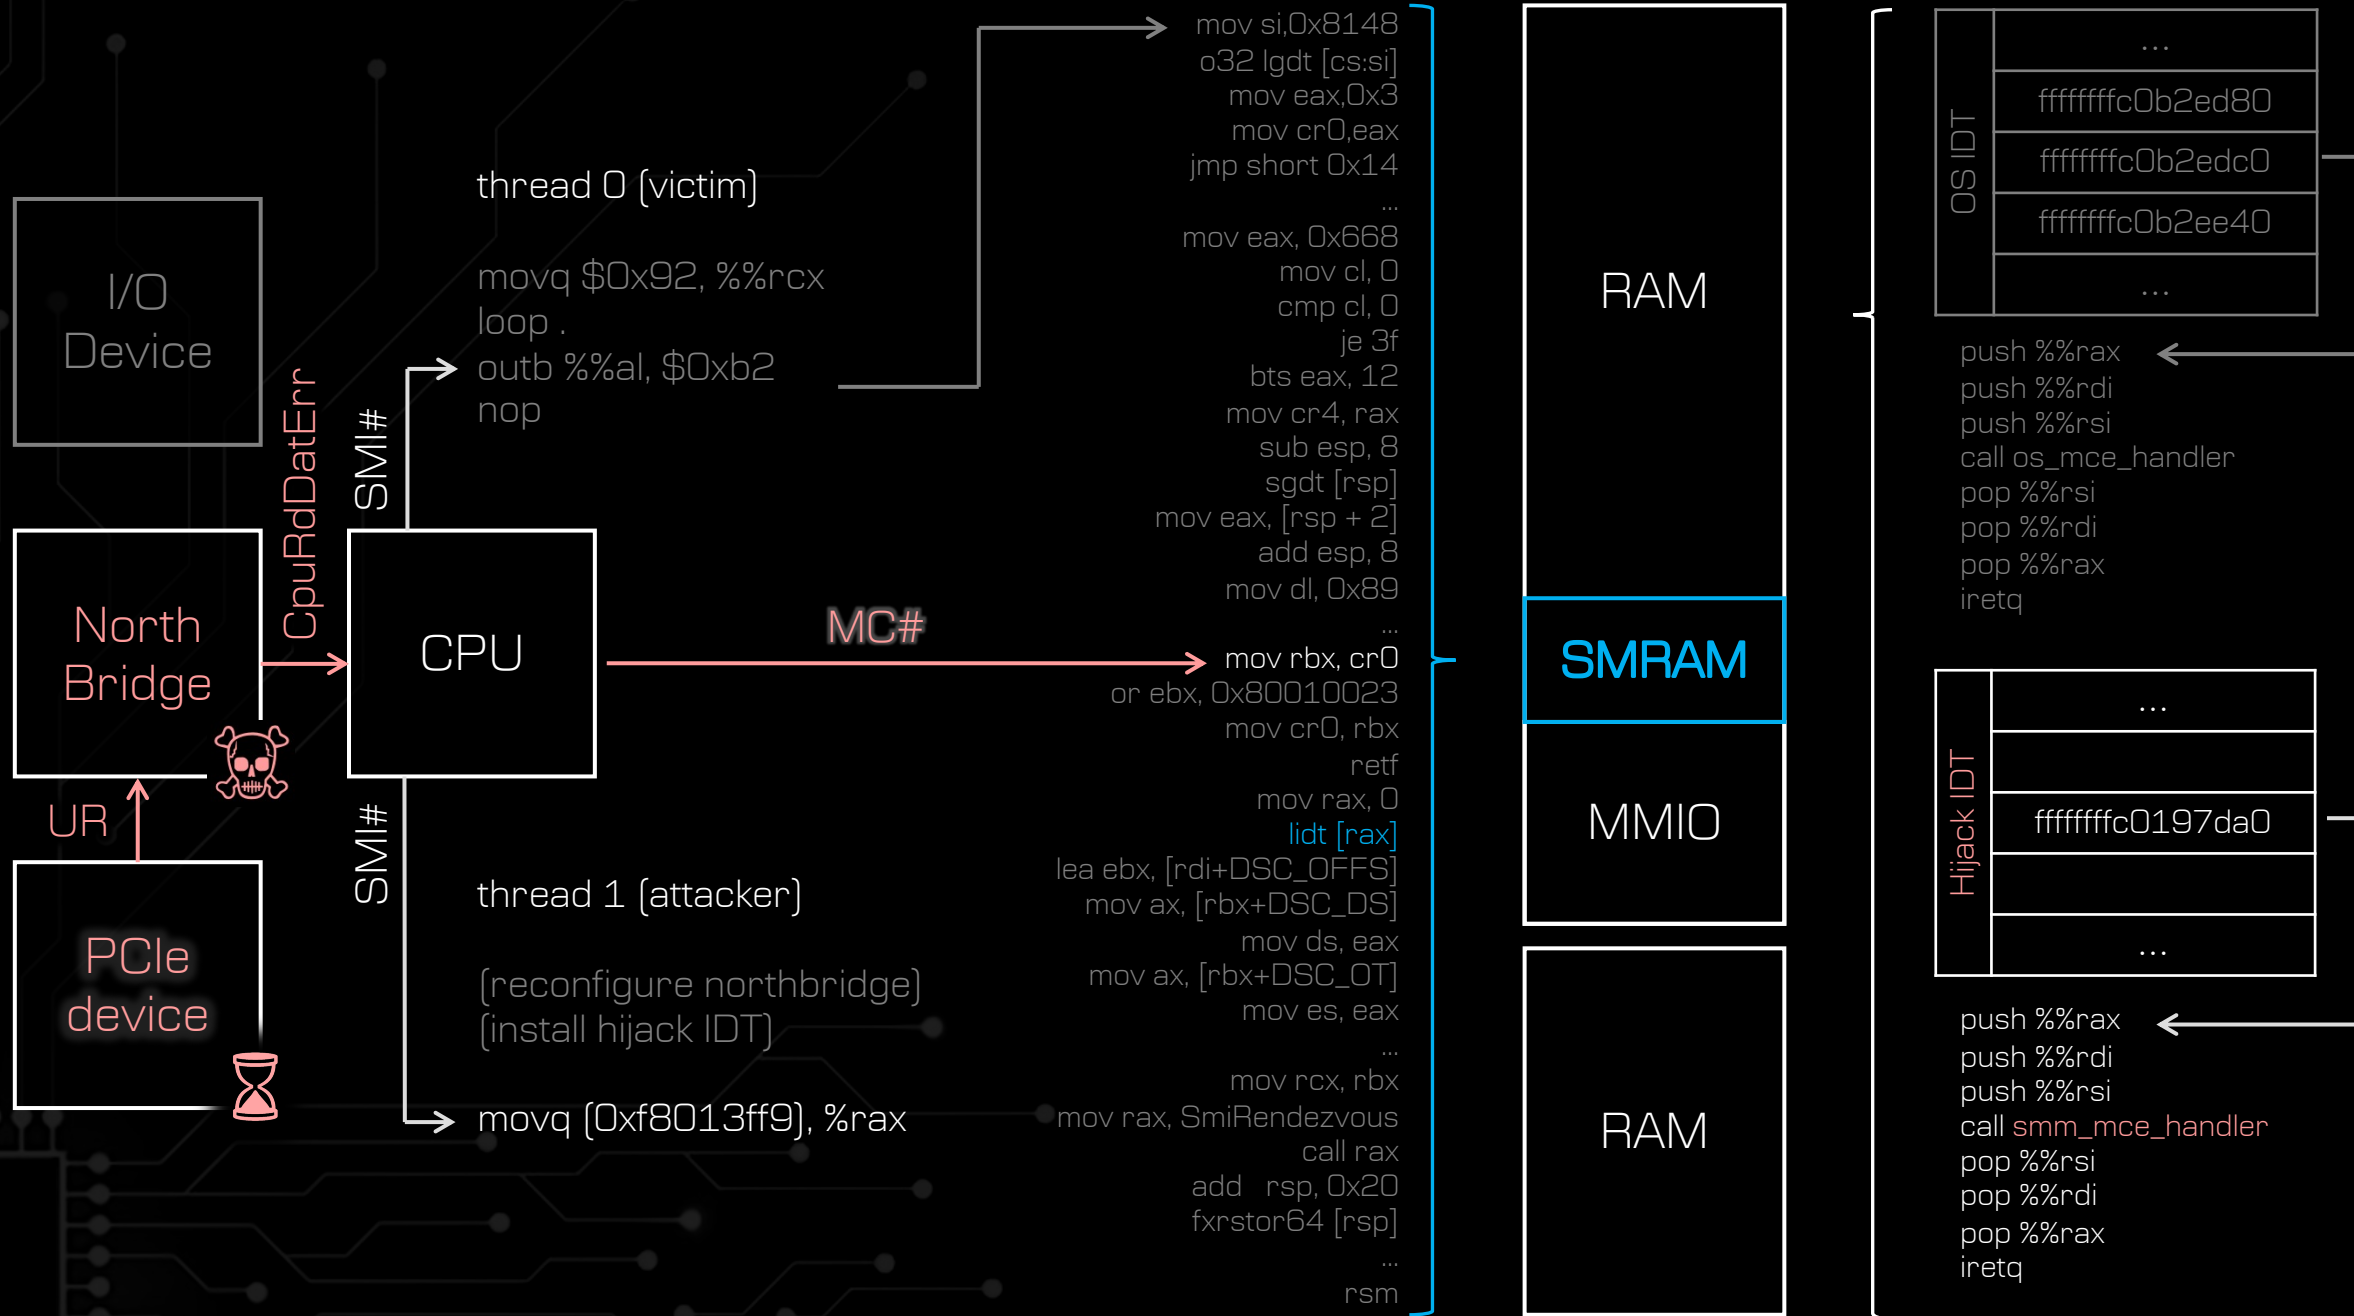 I/O
Device
North
Bridge
UR
PCIe
device
CpuRdDatErr
SMI#
CPU
SMI#
thread 0 (victim)
movq $0x92, %%rcx
loop .
outb %%al, $0xb2
nop
MC#
thread 1 (attacker)
(reconfigure northbridge)
(install hijack IDT)
movq (0xf8013ff9), %rax
mov si,0x8148
o32 lgdt [cs:si]
mov eax,0x3
mov cr0,eax
jmp short 0x14
...
mov eax, 0x668
mov cl, 0
cmp cl, 0
je 3f
bts eax, 12
mov cr4, rax
sub esp, 8
sgdt [rsp]
mov eax, [rsp + 2]
add esp, 8
mov dl, 0x89
...
mov rbx, cr0
or ebx, 0x80010023
mov cr0, rbx
retf
mov rax, 0
lidt [rax]
lea ebx, [rdi+DSC_OFFS]
mov ax, [rbx+DSC_DS]
mov ds, eax
mov ax, [rbx+DSC_OT]
mov es, eax
...
mov rcx, rbx
mov rax, SmiRendezvous
call rax
add rsp, 0x20
fxrstor64 [rsp]
...
rsm
RAM
SMRAM
MMIO
RAM
OS IDT
...
ffffffffc0b2ed80
ffffffffc0b2edc0
ffffffffc0b2ee40
...
push %%rax
push %%rdi
push %%rsi
call os_mce_handler
pop %%rsi
pop %%rdi
pop %%rax
iretq
Hijack IDT
...
ffffffffc0197da0
...
push %%rax
push %%rdi
push %%rsi
call smm_mce_handler
pop %%rsi
pop %%rdi
pop %%rax
iretq